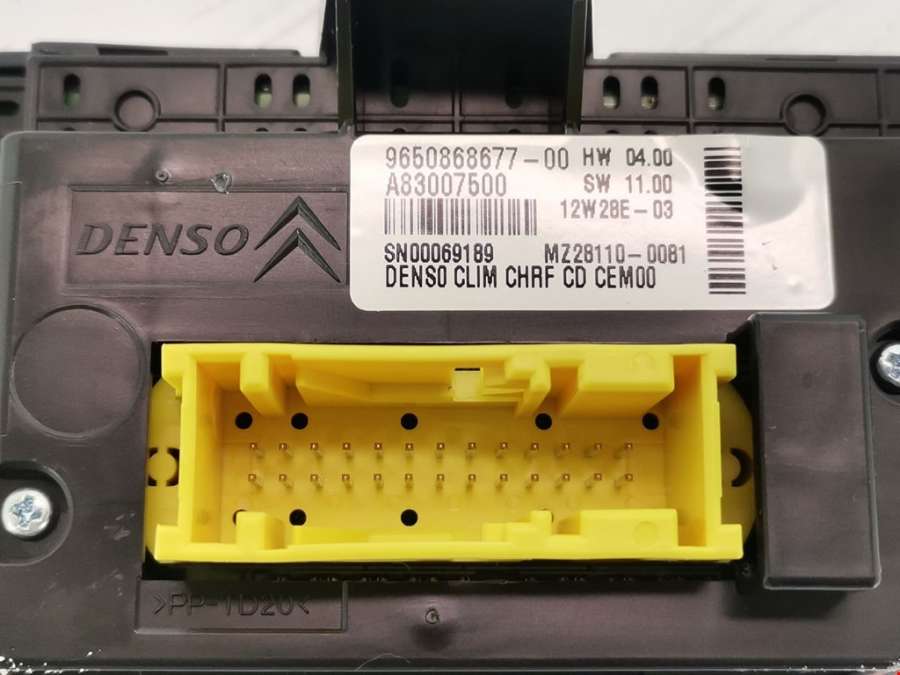 9650868677-00 HW 04.00
A83007500 SW 11.00
12W28E-03
SN00069189 MZ28110-0081
DENSO CLIM CHRF CD CEM00
DENSO
>PP-TD20<